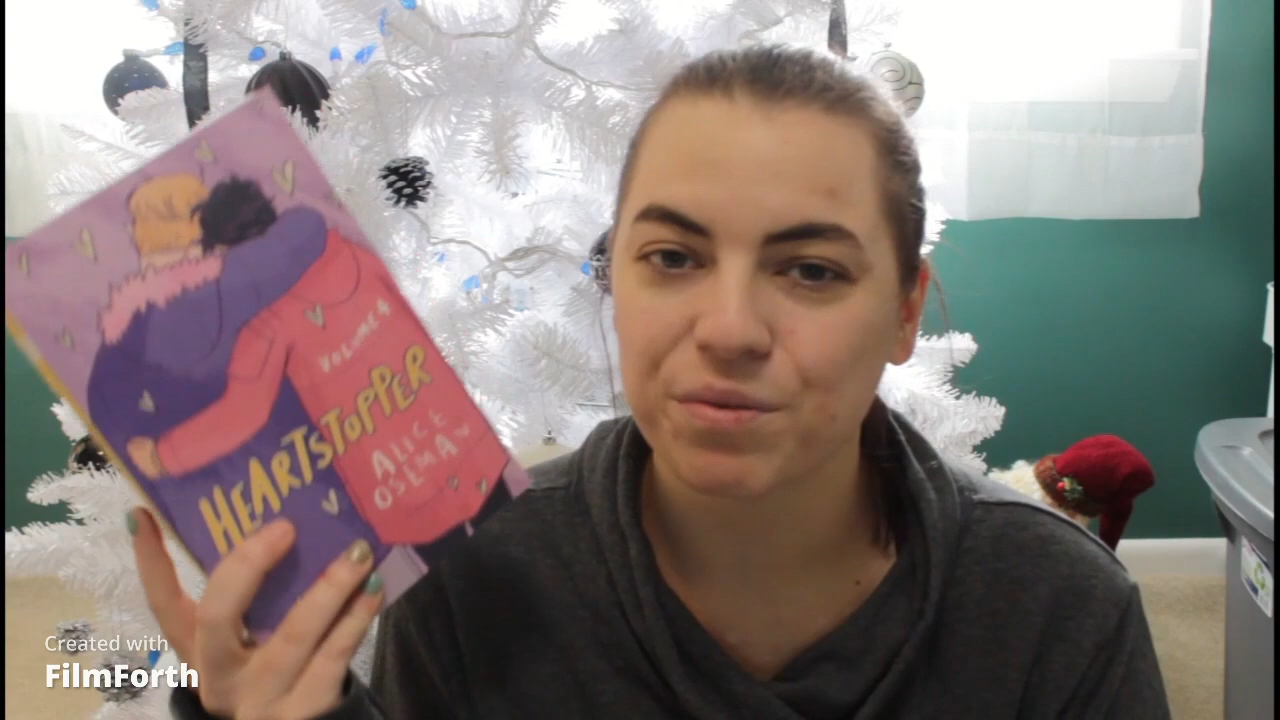 VOLUME 4
HEARTSTOPPER
ALICE
OSEMAN
Created with
FilmForth